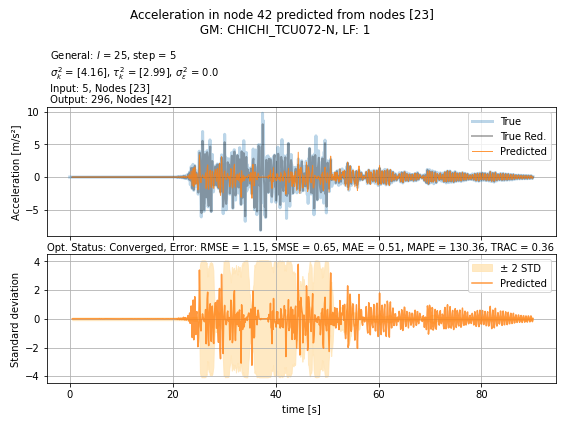 Acceleration in node 42 predicted from nodes [23]
GM: CHICHI_TCU072-N, LF: 1
General: l = 25, step = 5
σ²ₖ = [4.16], τ²ₖ = [2.99], σ²ε = 0.0
Input: 5, Nodes [23]
Output: 296, Nodes [42]
10
5
0
−5
Acceleration [m/s²]
True
True Red.
Predicted
Opt. Status: Converged, Error: RMSE = 1.15, SMSE = 0.65, MAE = 0.51, MAPE = 130.36, TRAC = 0.36
4
2
0
−2
−4
Standard deviation
± 2 STD
Predicted
0 20 40 60 80
time [s]